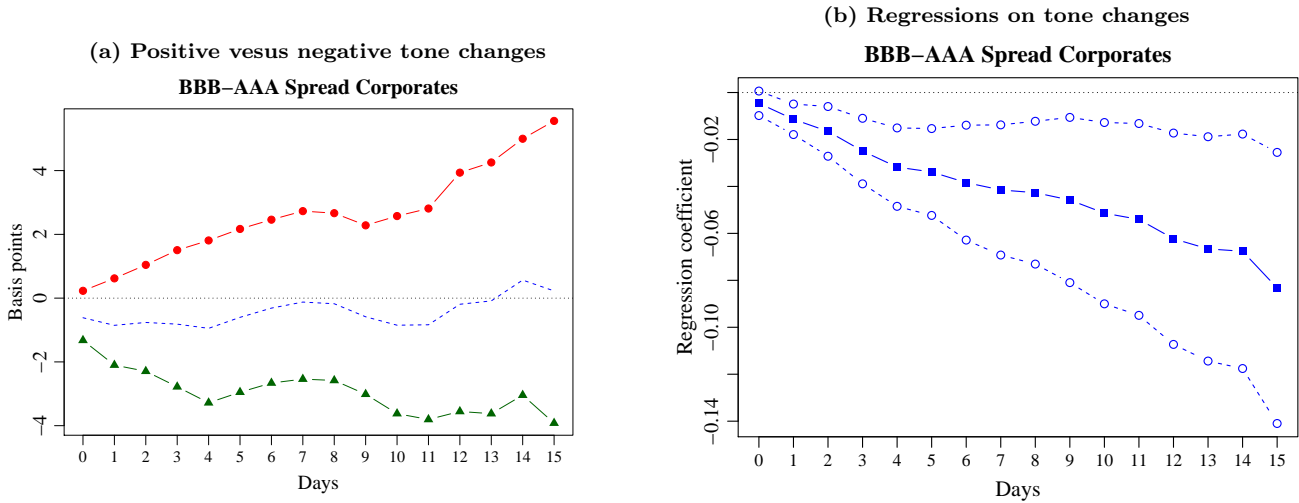 (a) Positive versus negative tone changes
BBB−AAA Spread Corporates
Basis points
4
2
0
−2
−4
0 1 2 3 4 5 6 7 8 9 10 11 12 13 14 15
Days
(b) Regressions on tone changes
BBB−AAA Spread Corporates
Regression coefficient
−0.02
−0.06
−0.10
−0.14
0 1 2 3 4 5 6 7 8 9 10 11 12 13 14 15
Days